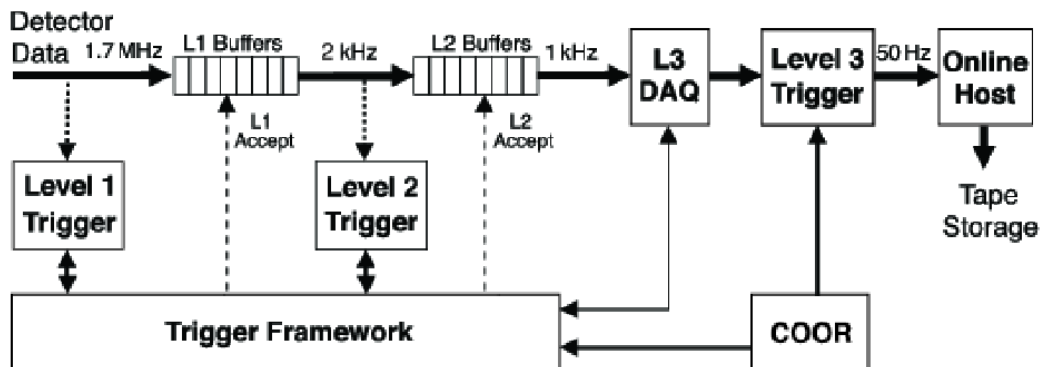 Detector
Data
1.7 MHz
L1 Buffers
2 kHz
L2 Buffers
1 kHz
L3
DAQ
Level 3
Trigger
50 Hz
Online
Host
L1
Accept
L2
Accept
Level 1
Trigger
Level 2
Trigger
Tape
Storage
Trigger Framework
COOR